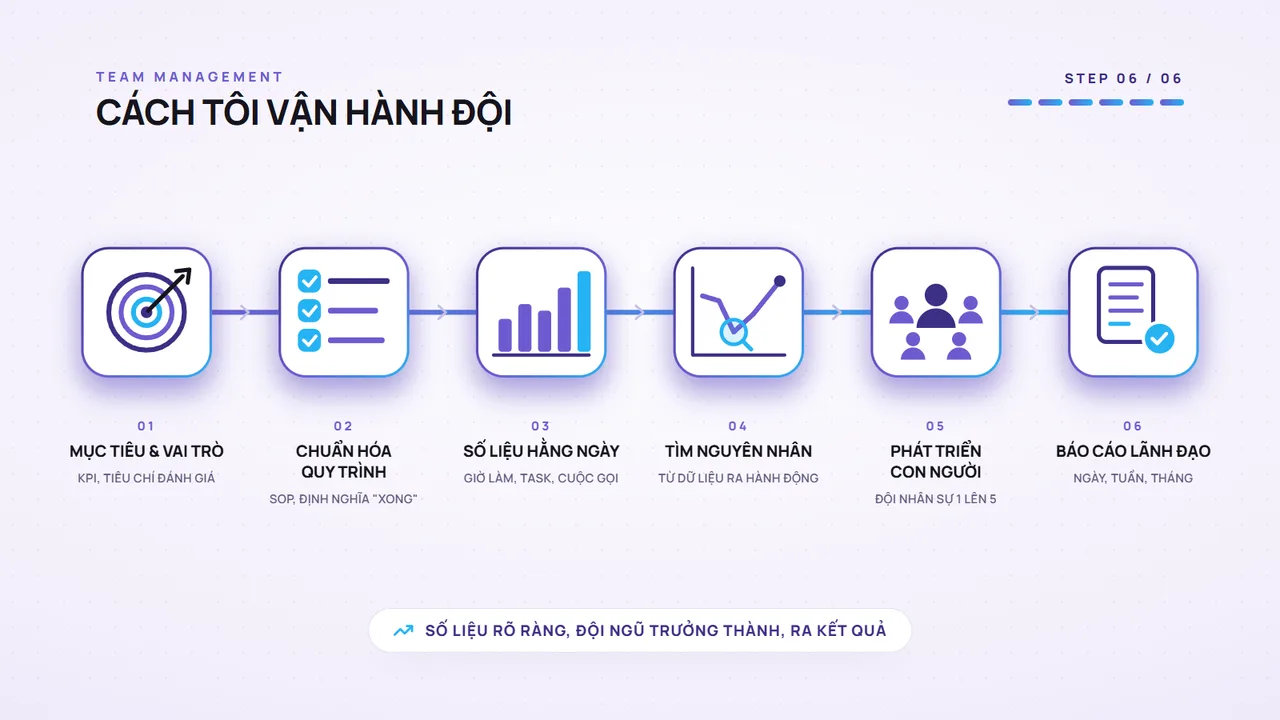 TEAM MANAGEMENT
CÁCH TÔI VẬN HÀNH ĐỘI
STEP 06 / 06
01
MỤC TIÊU & VAI TRÒ
KPI, TIÊU CHÍ ĐÁNH GIÁ
02
CHUẨN HÓA
QUY TRÌNH
SOP, ĐỊNH NGHĨA "XONG"
03
SỐ LIỆU HẰNG NGÀY
GIỜ LÀM, TASK, CUỘC GỌI
04
TÌM NGUYÊN NHÂN
TỪ DỮ LIỆU RA HÀNH ĐỘNG
05
PHÁT TRIỂN
CON NGƯỜI
ĐỘI NHÂN SỰ 1 LÊN 5
06
BÁO CÁO LÃNH ĐẠO
NGÀY, TUẦN, THÁNG
SỐ LIỆU RÕ RÀNG, ĐỘI NGŨ TRƯỞNG THÀNH, RA KẾT QUẢ